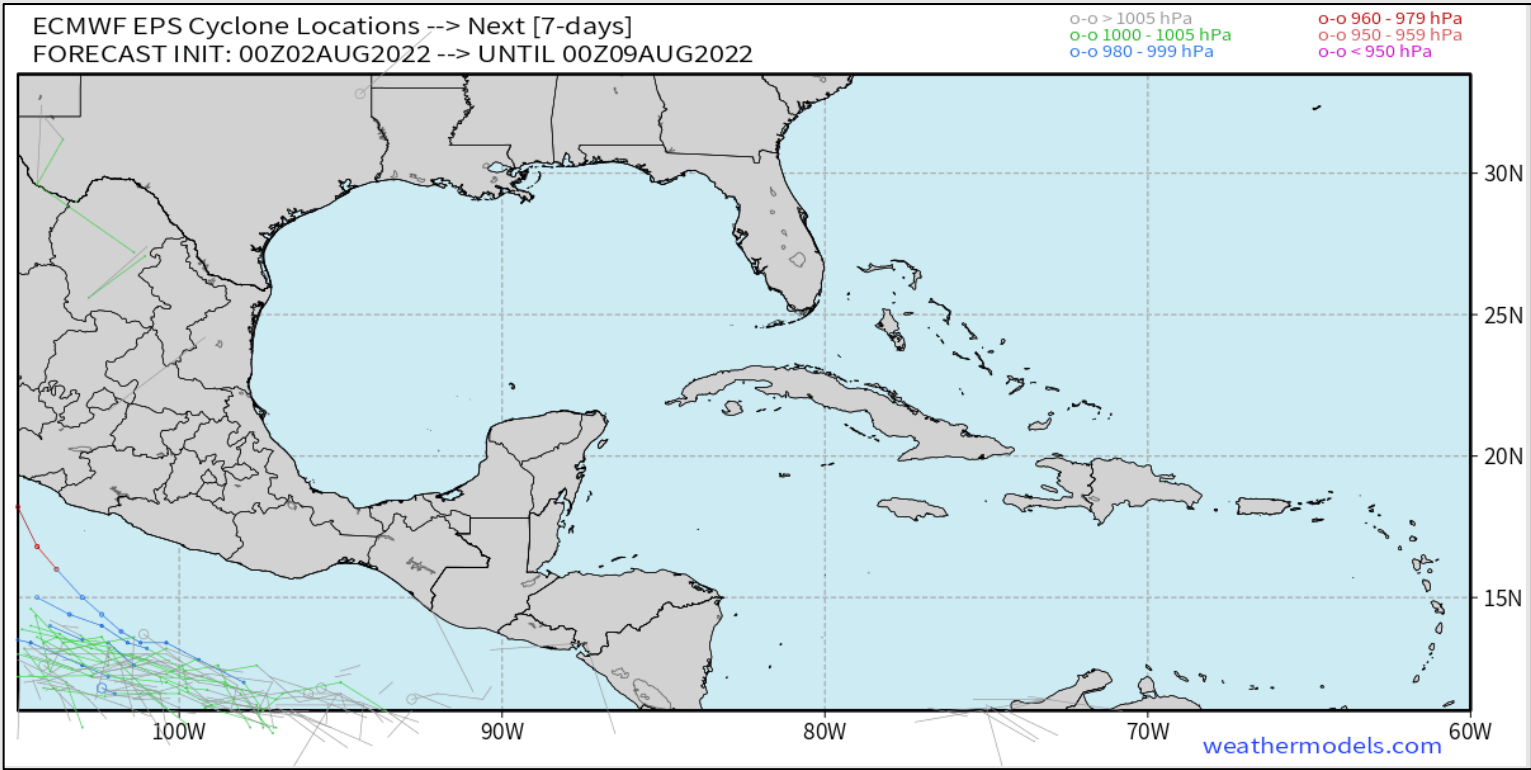 ECMWF EPS Cyclone Locations --> Next [7-days]
FORECAST INIT: 00Z02AUG2022 --> UNTIL 00Z09AUG2022
o-o > 1005 hPa
o-o 1000 - 1005 hPa
o-o 980 - 999 hPa
o-o 960 - 979 hPa
o-o 950 - 959 hPa
o-o < 950 hPa
30N
25N
20N
15N
100W
90W
80W
70W
60W
weathermodels.com